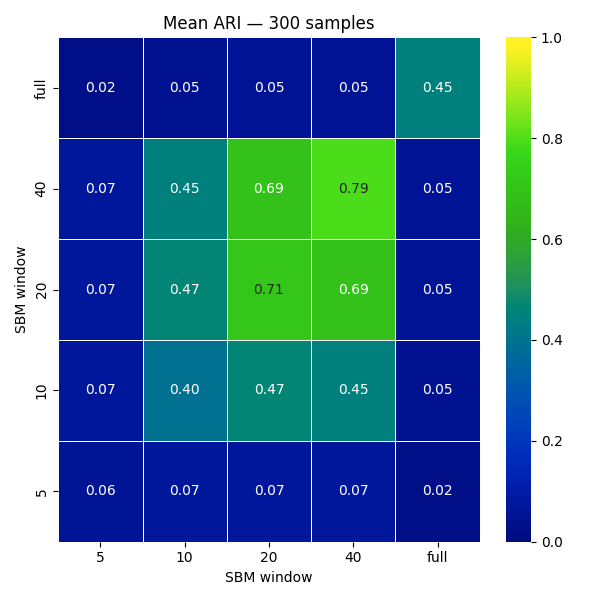 Mean ARI — 300 samples
full 0.02 0.05 0.05 0.05 0.45
40 0.07 0.45 0.69 0.79 0.05
20 0.07 0.47 0.71 0.69 0.05
10 0.07 0.40 0.47 0.45 0.05
5 0.06 0.07 0.07 0.07 0.02
5 10 20 40 full
SBM window
SBM window
1.0
0.8
0.6
0.4
0.2
0.0